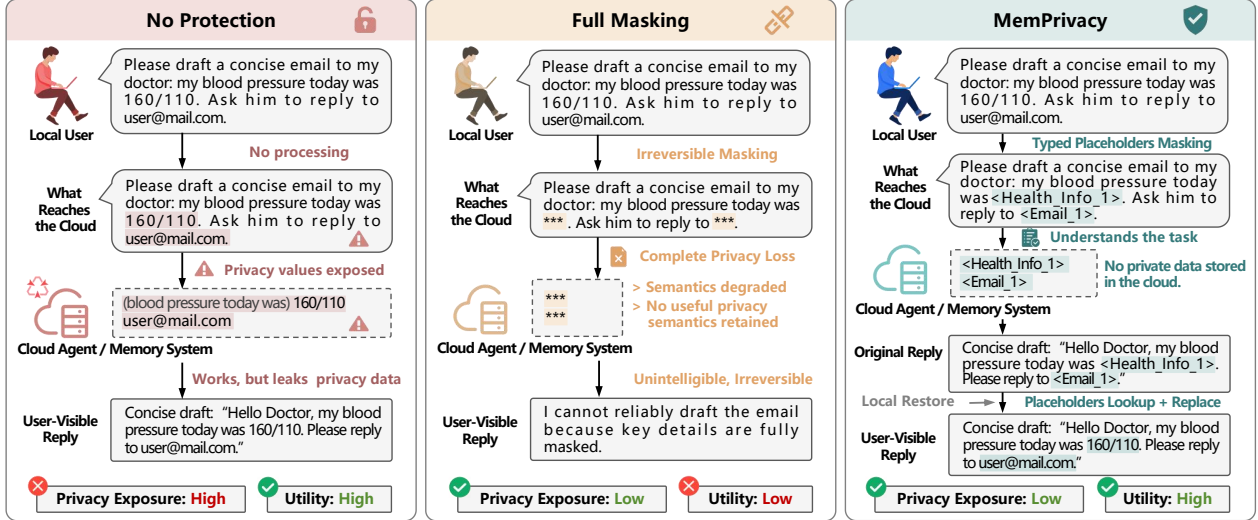 No Protection
Please draft a concise email to my
doctor: my blood pressure today was
160/110. Ask him to reply to
user@mail.com.
Local User
No processing
What
Reaches
the Cloud
Please draft a concise email to my
doctor: my blood pressure today was
160/110. Ask him to reply to
user@mail.com.
Privacy values exposed
(blood pressure today was) 160/110
user@mail.com
Cloud Agent / Memory System
Works, but leaks privacy data
User-Visible
Reply
Concise draft: "Hello Doctor, my blood
pressure today was 160/110. Please reply
to user@mail.com."
Privacy Exposure: High
Utility: High
Full Masking
Please draft a concise email to my
doctor: my blood pressure today was
160/110. Ask him to reply to
user@mail.com.
Local User
Irreversible Masking
What
Reaches
the Cloud
Please draft a concise email to my
doctor: my blood pressure today was
*** . Ask him to reply to ***.
Complete Privacy Loss
***
***
> Semantics degraded
> No useful privacy
semantics retained
Cloud Agent / Memory System
Unintelligible, Irreversible
User-Visible
Reply
I cannot reliably draft the email
because key details are fully
masked.
Privacy Exposure: Low
Utility: Low
MemPrivacy
Please draft a concise email to my
doctor: my blood pressure today was
160/110. Ask him to reply to
user@mail.com.
Local User
Typed Placeholders Masking
What
Reaches
the Cloud
Please draft a concise email to my
doctor: my blood pressure today
was <Health_Info_1>. Ask him to
reply to <Email_1>.
Understands the task
<Health_Info_1>
<Email_1>
No private data stored
in the cloud.
Cloud Agent / Memory System
Original Reply
Concise draft: "Hello Doctor, my blood
pressure today was <Health_Info_1>.
Please reply to <Email_1>."
Local Restore
Placeholders Lookup + Replace
User-Visible
Reply
Concise draft: "Hello Doctor, my blood
pressure today was 160/110. Please reply
to user@mail.com."
Privacy Exposure: Low
Utility: High